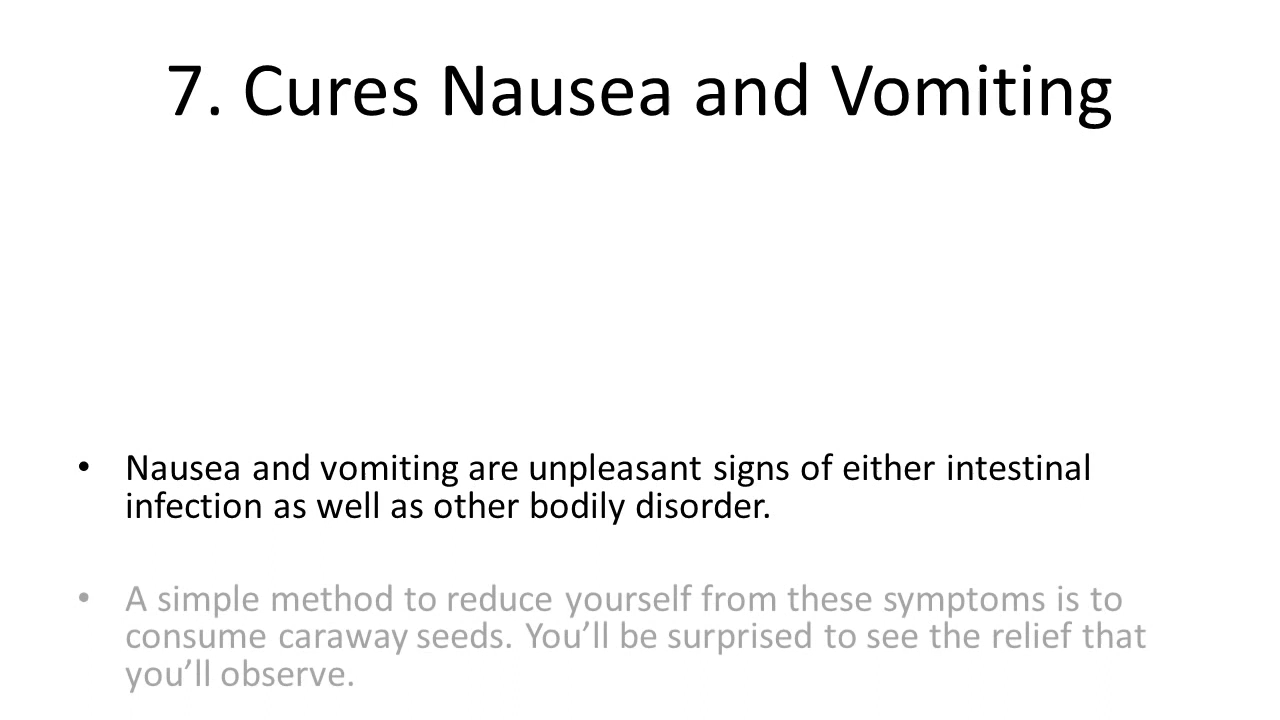 7. Cures Nausea and Vomiting
• Nausea and vomiting are unpleasant signs of either intestinal
infection as well as other bodily disorder.
• A simple method to reduce yourself from these symptoms is to
consume caraway seeds. You’ll be surprised to see the relief that
you’ll observe.